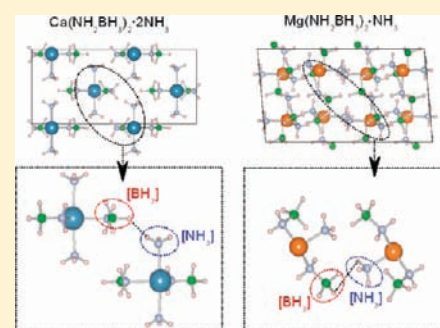 Ca(NH₂BH₃)₂·2NH₃
Mg(NH₂BH₃)₂·NH₃
[BH₃]
[NH₃]
[BH₃]
[NH₃]